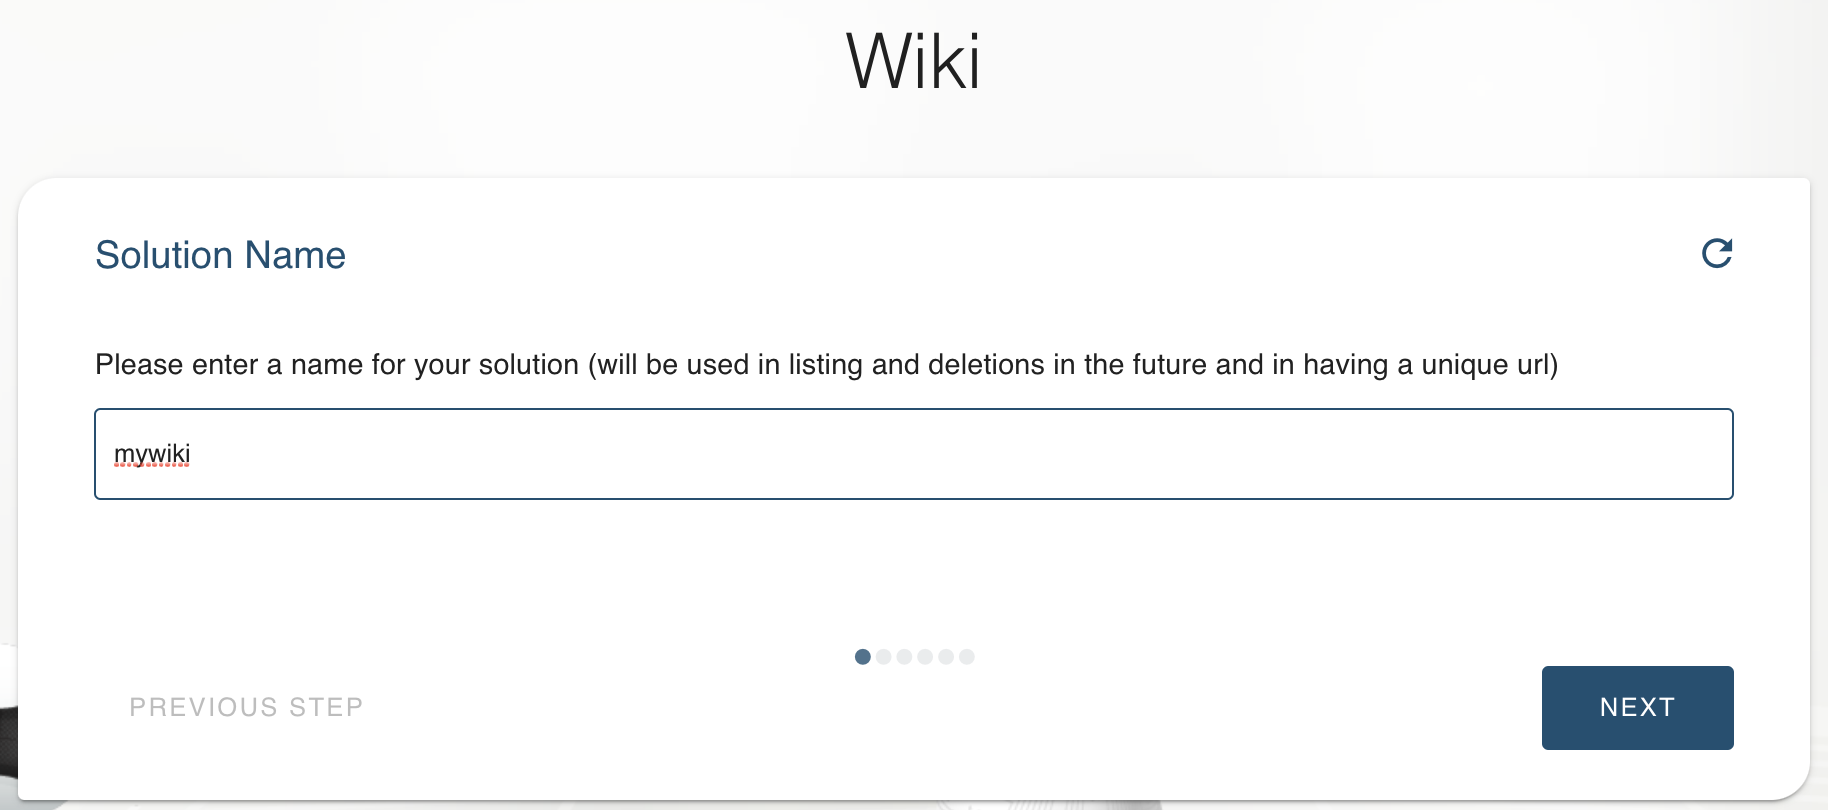 Wiki
Solution Name
Please enter a name for your solution (will be used in listing and deletions in the future and in having a unique url)
mywiki
PREVIOUS STEP
NEXT